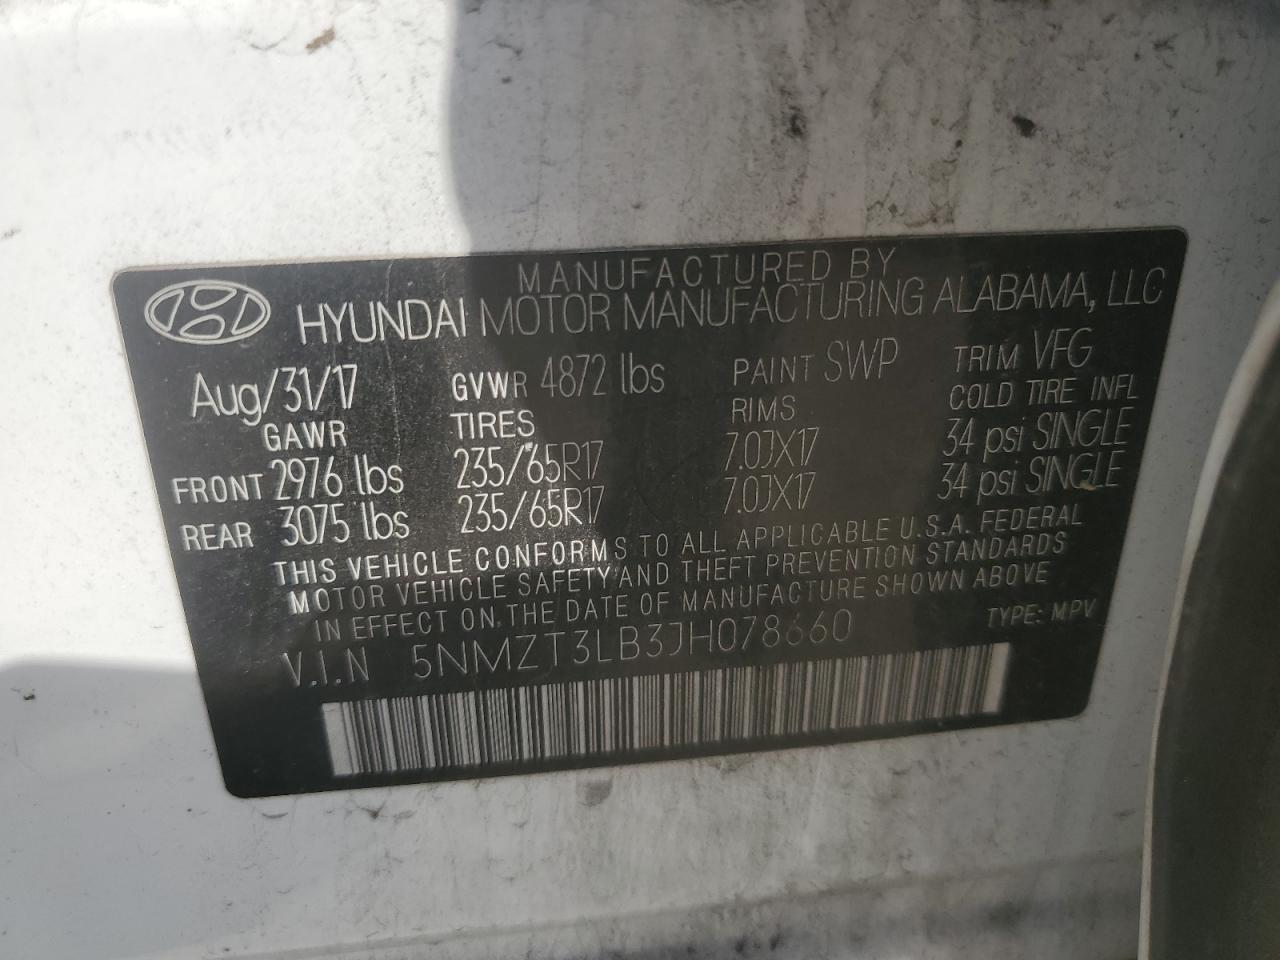 MANUFACTURED BY
HYUNDAI MOTOR MANUFACTURING ALABAMA, LLC
Aug/31/17 GVWR 4872 lbs PAINT SWP TRIM VFG
GAWR TIRES RIMS COLD TIRE INFL
FRONT 2976 lbs 235/65R17 7.0JX17 34 psi SINGLE
REAR 3075 lbs 235/65R17 7.0JX17 34 psi SINGLE
THIS VEHICLE CONFORMS TO ALL APPLICABLE U.S.A. FEDERAL
MOTOR VEHICLE SAFETY AND THEFT PREVENTION STANDARDS
IN EFFECT ON THE DATE OF MANUFACTURE SHOWN ABOVE
V.I.N 5NMZT3LB3JH078660 TYPE: MPV